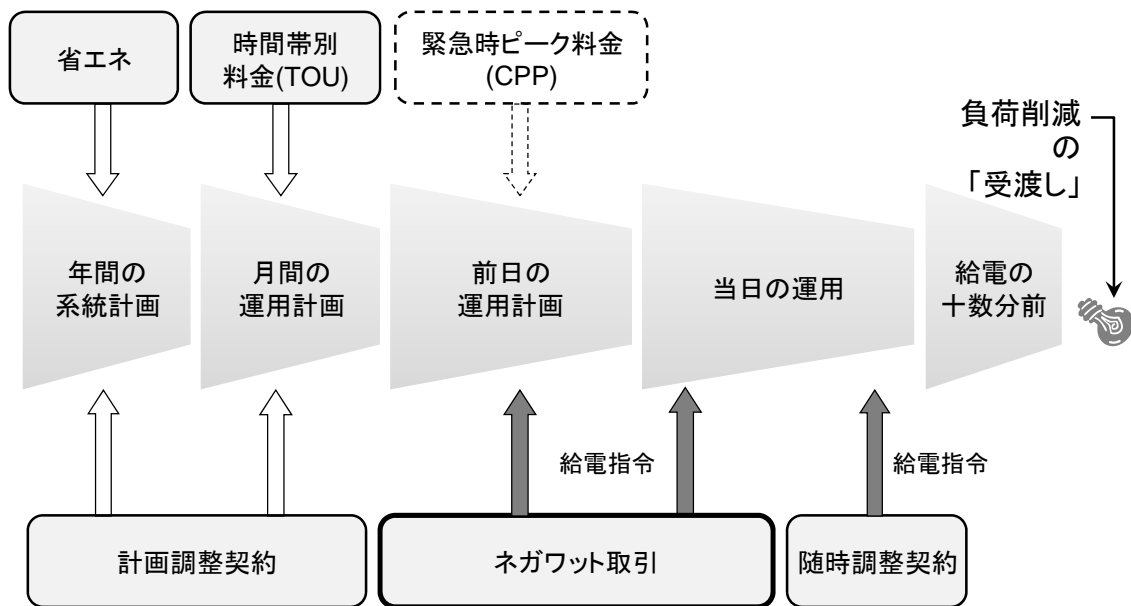 省エネ
時間帯別
料金(TOU)
緊急時ピーク料金
(CPP)
負荷削減
の
「受渡し」
年間の
系統計画
月間の
運用計画
前日の
運用計画
当日の運用
給電の
十数分前
給電指令
給電指令
計画調整契約
ネガワット取引
随時調整契約